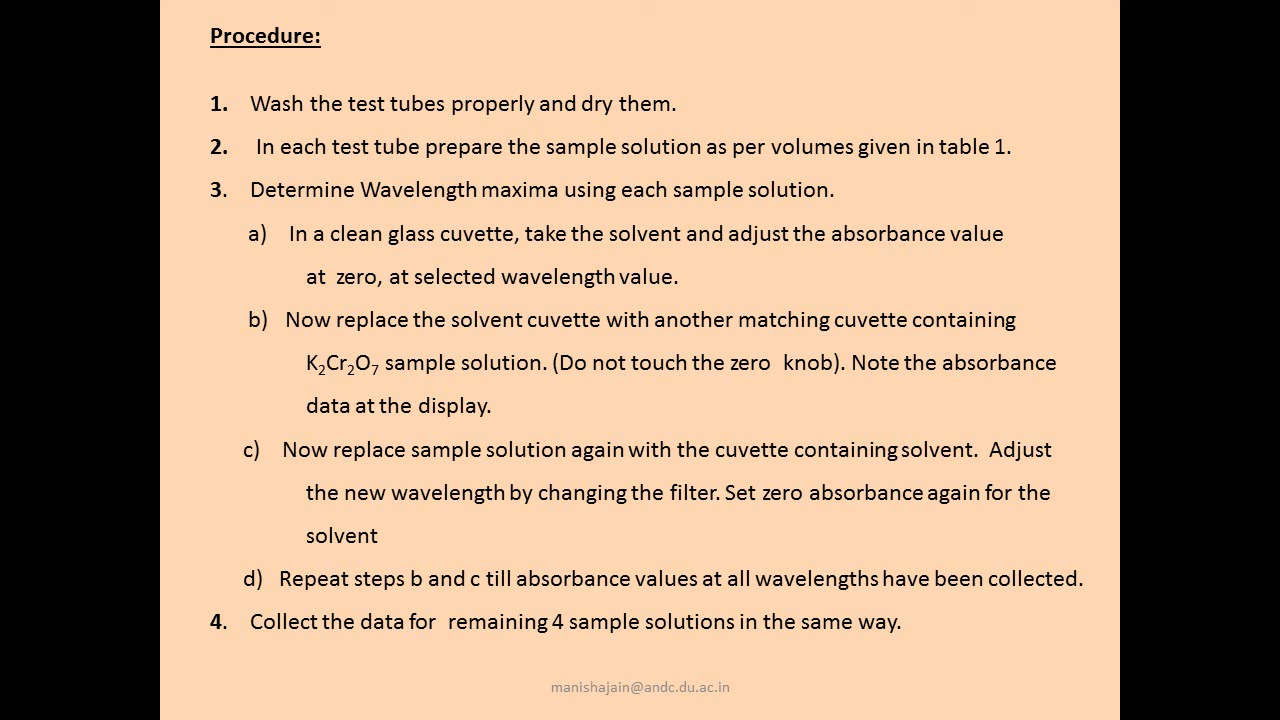 Procedure:
1. Wash the test tubes properly and dry them.
2. In each test tube prepare the sample solution as per volumes given in table 1.
3. Determine Wavelength maxima using each sample solution.
a) In a clean glass cuvette, take the solvent and adjust the absorbance value
at zero, at selected wavelength value.
b) Now replace the solvent cuvette with another matching cuvette containing
K₂Cr₂O₇ sample solution. (Do not touch the zero knob). Note the absorbance
data at the display.
c) Now replace sample solution again with the cuvette containing solvent. Adjust
the new wavelength by changing the filter. Set zero absorbance again for the
solvent
d) Repeat steps b and c till absorbance values at all wavelengths have been collected.
4. Collect the data for remaining 4 sample solutions in the same way.
manishajain@andc.du.ac.in